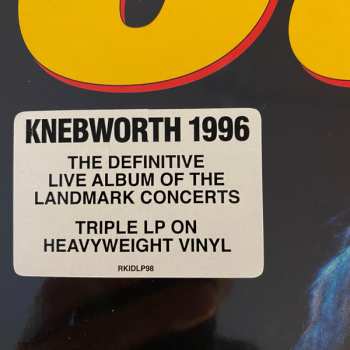 KNEBWORTH 1996
THE DEFINITIVE
LIVE ALBUM OF THE
LANDMARK CONCERTS
TRIPLE LP ON
HEAVYWEIGHT VINYL
RKIDLP98